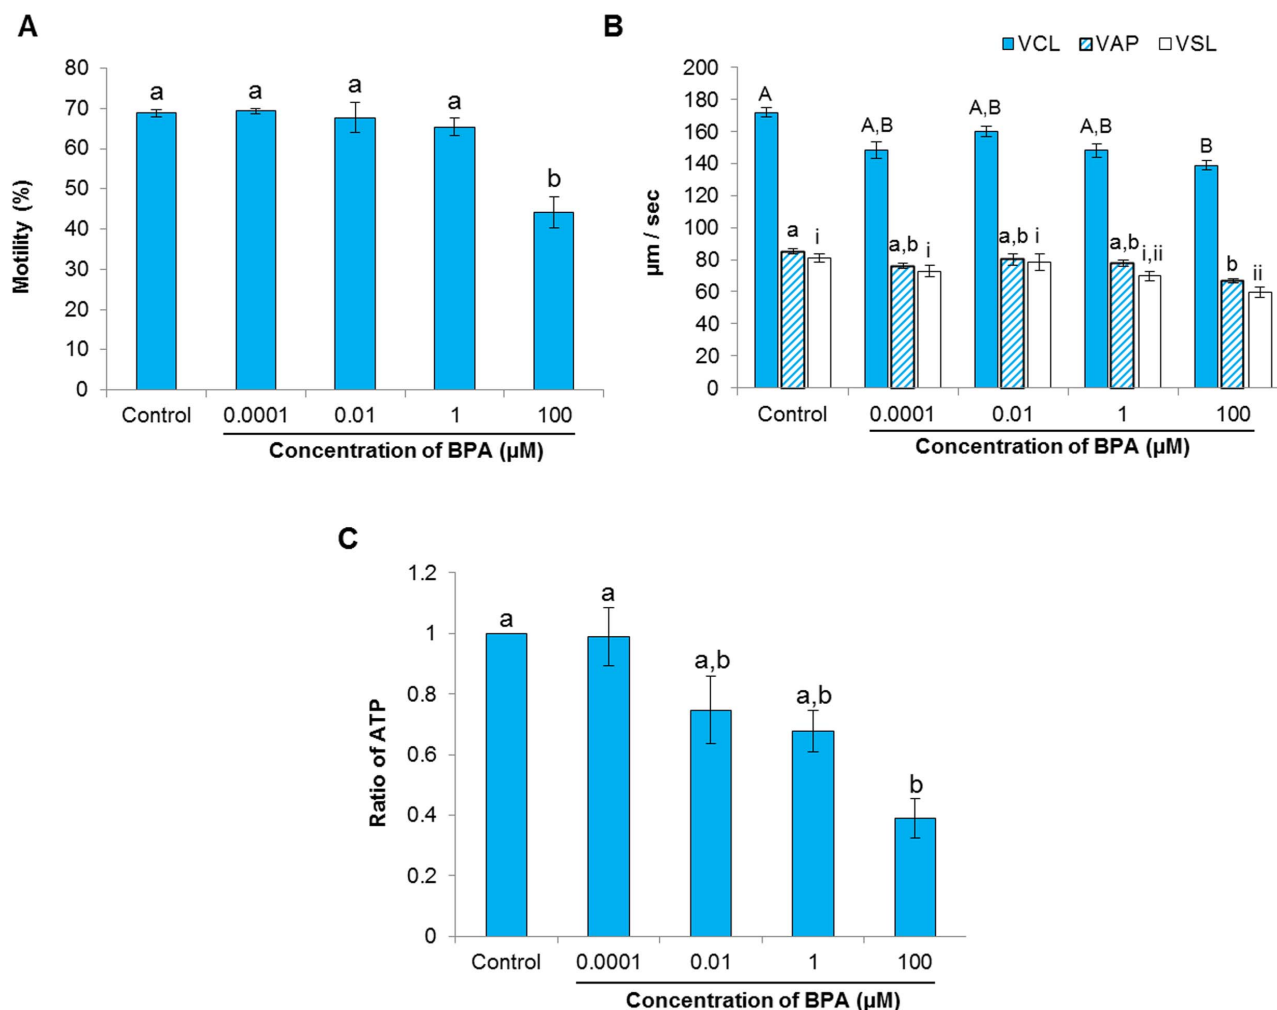 A
80
70
60
50
40
30
20
10
0
Motility (%)
a
a
a
a
b
Control
0.0001
0.01
1
100
Concentration of BPA (µM)
B
VCL
VAP
VSL
200
180
160
140
120
100
80
60
40
20
0
µm / sec
A
a
i
A,B
a,b
i
A,B
a,b
i
A,B
a,b
i,ii
B
b
ii
Control
0.0001
0.01
1
100
Concentration of BPA (µM)
C
1.2
1
0.8
0.6
0.4
0.2
0
Ratio of ATP
a
a
a,b
a,b
b
Control
0.0001
0.01
1
100
Concentration of BPA (µM)